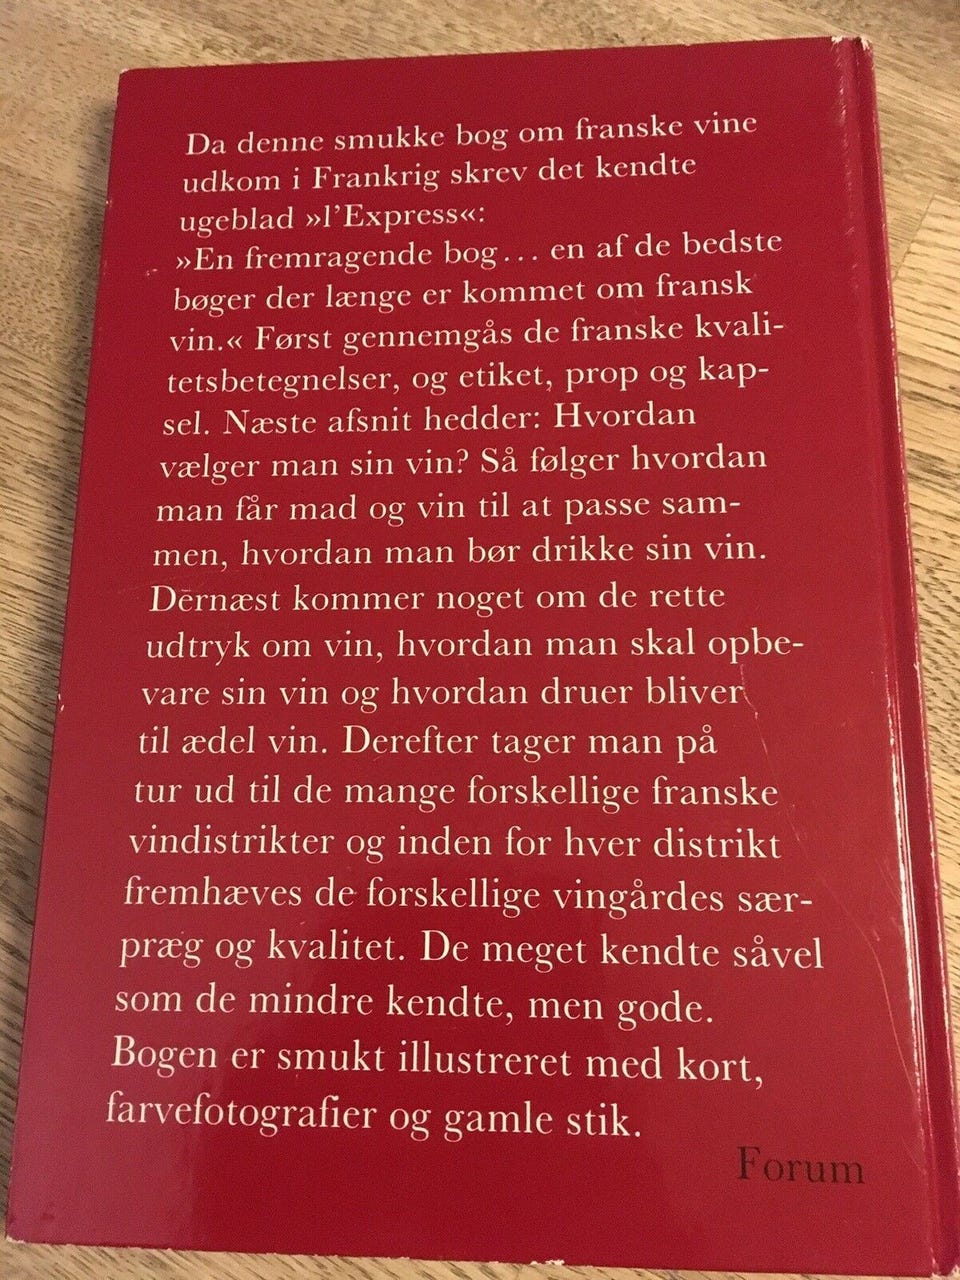 Da denne smukke bog om franske vine
udkom i Frankrig skrev det kendte
ugeblad »l’Express«:
»En fremragende bog... en af de bedste
bøger der længe er kommet om fransk
vin.« Først gennemgås de franske kvali-
tetsbetegnelser, og etiket, prop og kap-
sel. Næste afsnit hedder: Hvordan
vælger man sin vin? Så følger hvordan
man får mad og vin til at passe sam-
men, hvordan man bør drikke sin vin.
Dernæst kommer noget om de rette
udtryk om vin, hvordan man skal opbe-
vare sin vin og hvordan druer bliver
til ædel vin. Derefter tager man på
tur ud til de mange forskellige franske
vindistrikter og inden for hver distrikt
fremhæves de forskellige vingårdes sær-
præg og kvalitet. De meget kendte såvel
som de mindre kendte, men gode.
Bogen er smukt illustreret med kort,
farvefotografier og gamle stik.
Forum